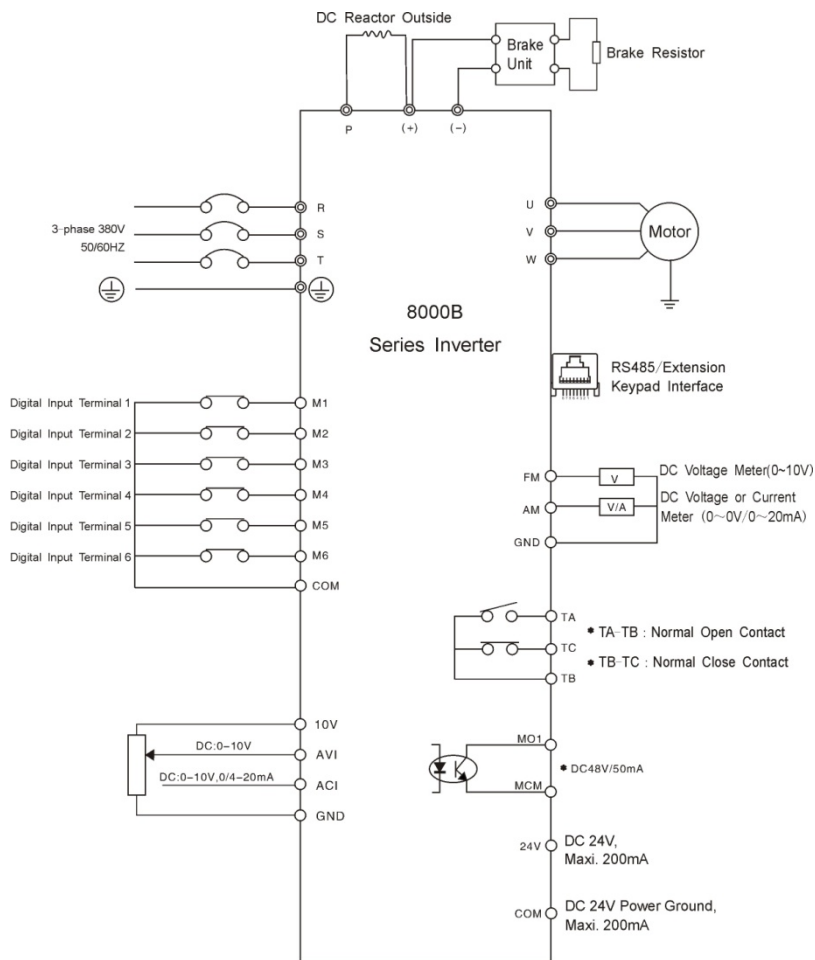 DC Reactor Outside
Brake
Unit
Brake Resistor
P
(+)
(-)
R
3-phase 380V
S
50/60HZ
T
U
V
W
Motor
8000B
Series Inverter
RS485/Extension
Keypad Interface
Digital Input Terminal 1
M1
Digital Input Terminal 2
M2
Digital Input Terminal 3
M3
Digital Input Terminal 4
M4
Digital Input Terminal 5
M5
Digital Input Terminal 6
M6
COM
FM
V
DC Voltage Meter(0~10V)
AM
V/A
DC Voltage or Current
Meter (0~0V/0~20mA)
GND
TA
TC
TB
* TA-TB : Normal Open Contact
* TB-TC : Normal Close Contact
10V
DC:0-10V
AVI
DC:0-10V,0/4-20mA
ACI
GND
MO1
* DC48V/50mA
MCM
24V
DC 24V,
Maxi. 200mA
COM
DC 24V Power Ground,
Maxi. 200mA